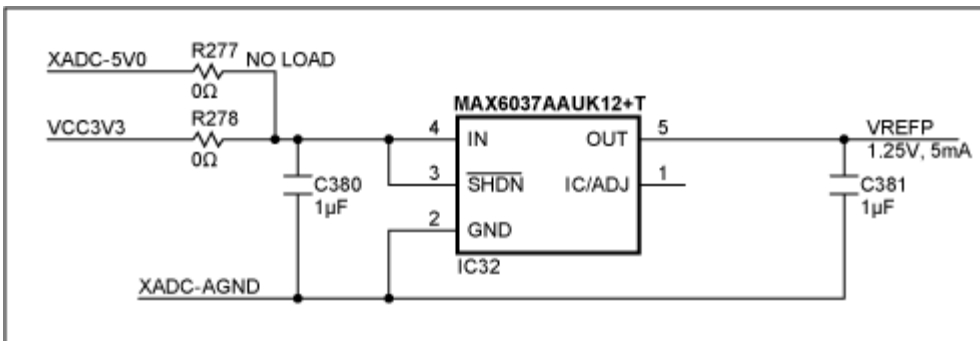 XADC-5V0
R277
NO LOAD
0Ω
VCC3V3
R278
0Ω
MAX6037AAUK12+T
4
IN
OUT
5
VREFP
1.25V, 5mA
C380
1µF
3
SHDN
IC/ADJ
1
C381
1µF
2
GND
IC32
XADC-AGND